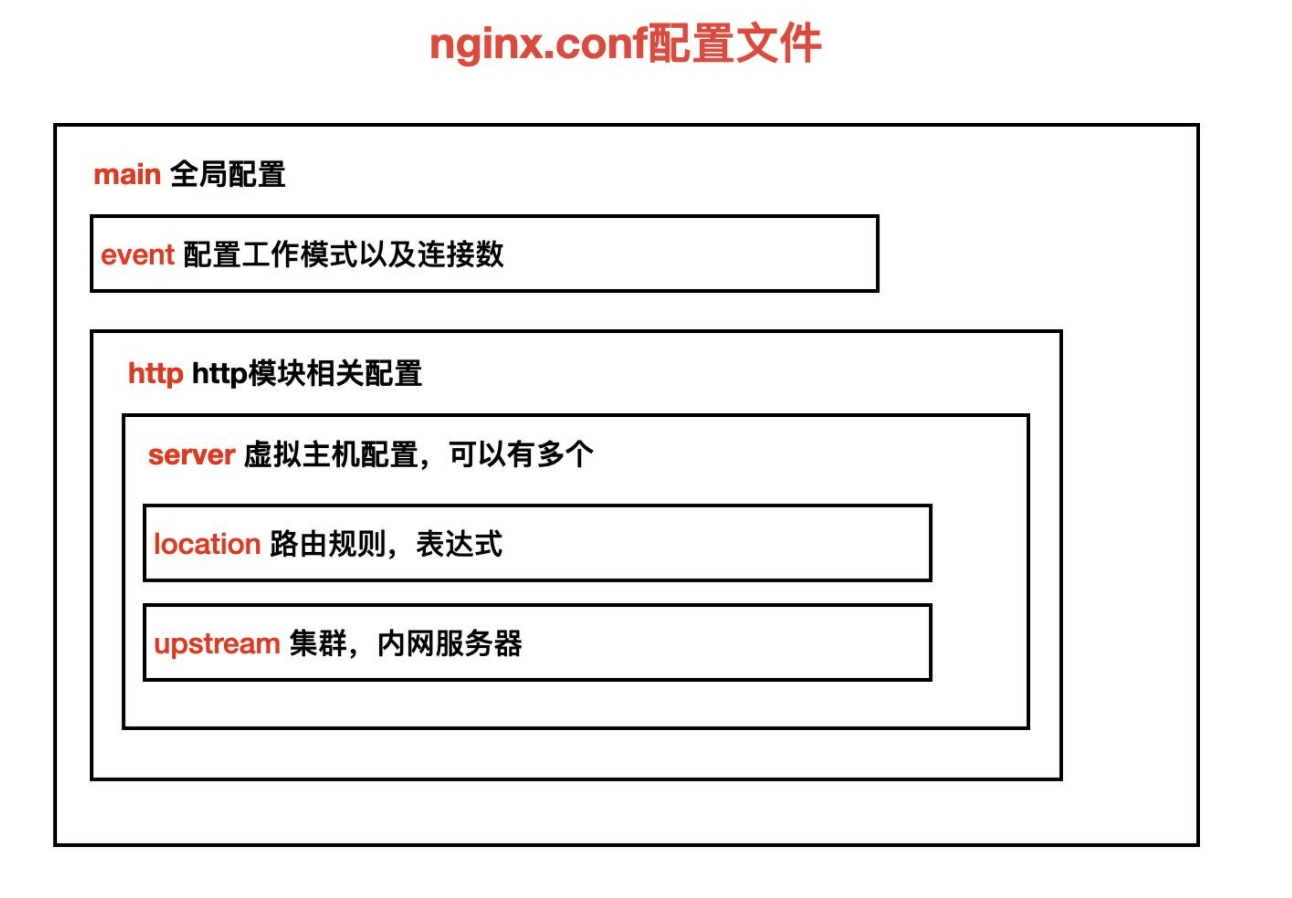 nginx.conf配置文件
main 全局配置
event 配置工作模式以及连接数
http http模块相关配置
server 虚拟主机配置，可以有多个
location 路由规则，表达式
upstream 集群，内网服务器